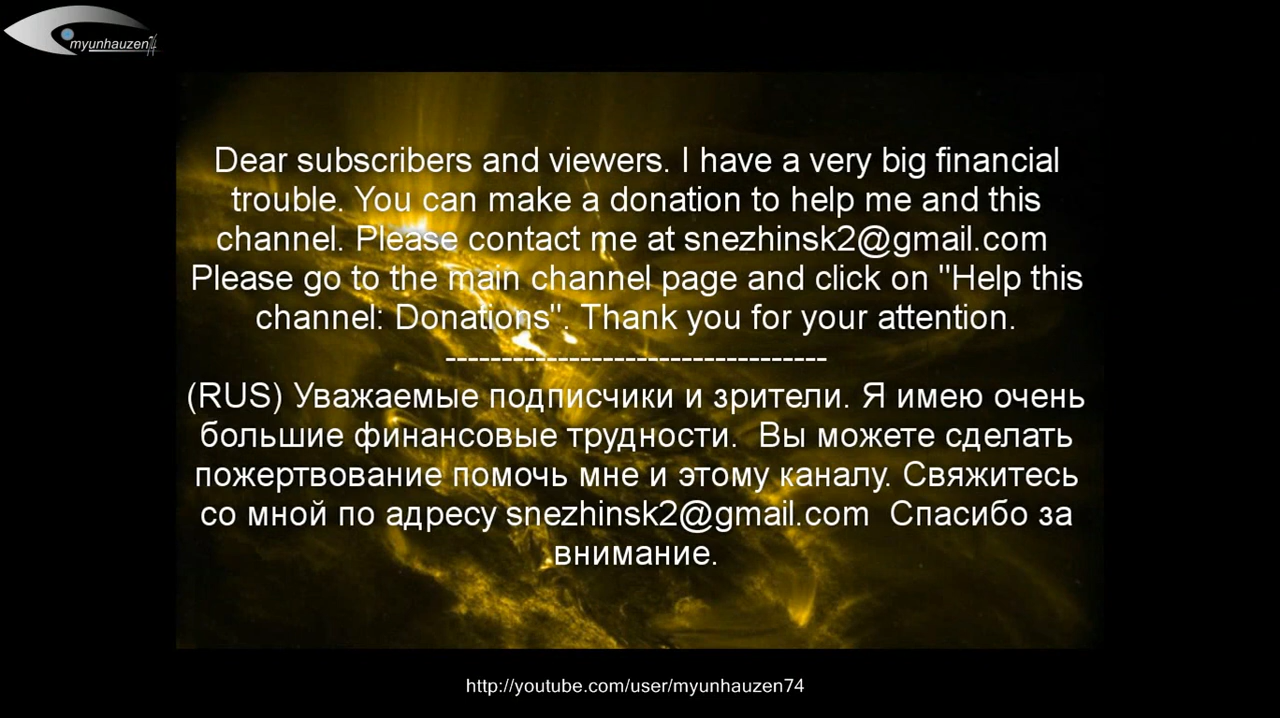 myunhauzen74
Dear subscribers and viewers. I have a very big financial
trouble. You can make a donation to help me and this
channel. Please contact me at snezhinsk2@gmail.com
Please go to the main channel page and click on "Help this
channel: Donations". Thank you for your attention.
----------------------------------
(RUS) Уважаемые подписчики и зрители. Я имею очень
большие финансовые трудности.  Вы можете сделать
пожертвование помочь мне и этому каналу. Свяжитесь
со мной по адресу snezhinsk2@gmail.com  Спасибо за
внимание.
http://youtube.com/user/myunhauzen74